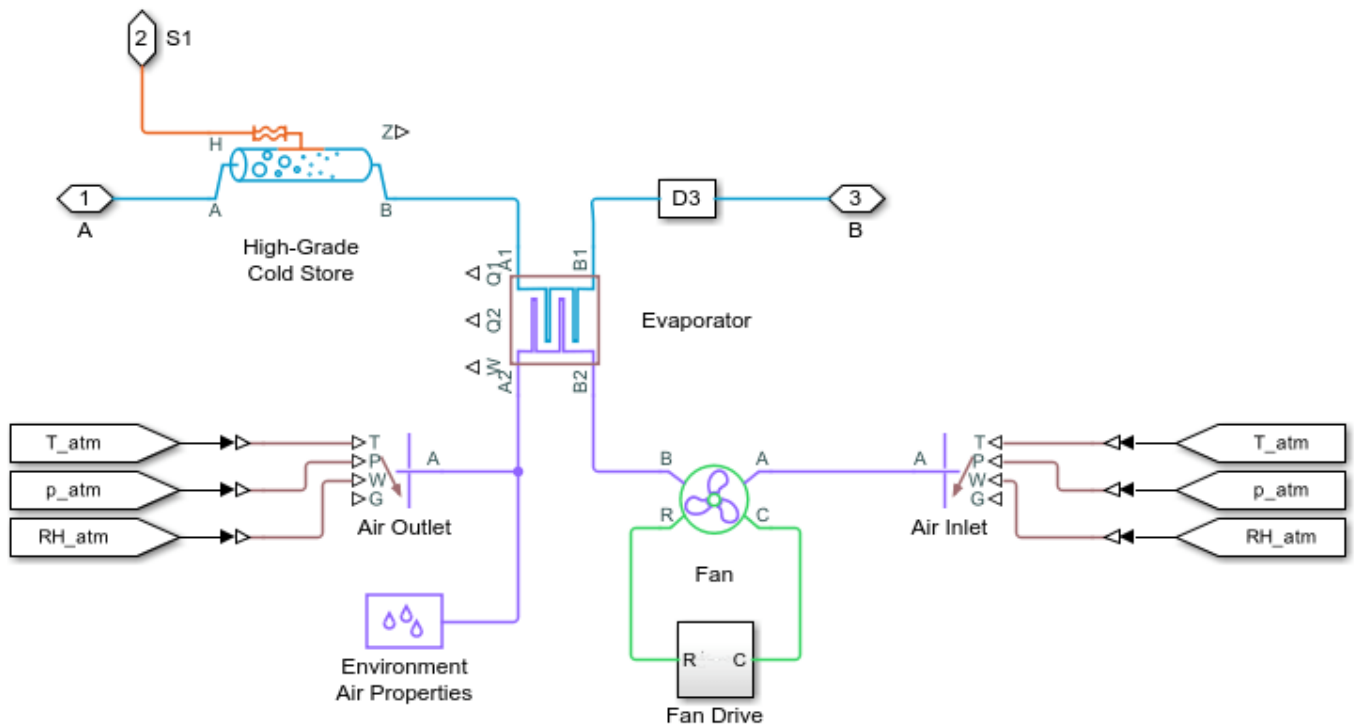 2
S1
H
Z
1
A
A
B
High-Grade
Cold Store
D3
3
B
A1
B1
Q1
Q2
W
A2
B2
Evaporator
T_atm
p_atm
RH_atm
T
P
W
G
A
Air Outlet
B
A
R
C
Fan
A
T
P
W
G
Air Inlet
T_atm
p_atm
RH_atm
Environment
Air Properties
R
C
Fan Drive